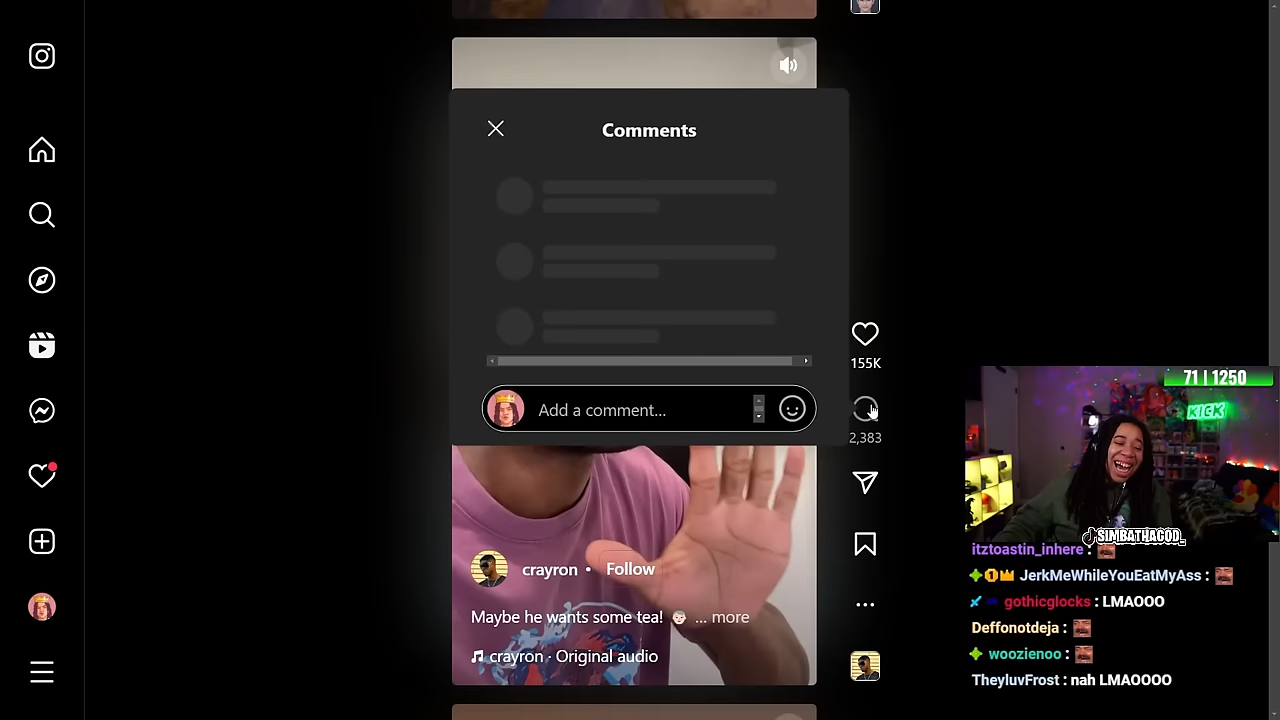 Comments
Add a comment...
155K
2,383
crayron • Follow
Maybe he wants some tea! 👨🏻‍🦳 ... more
crayron · Original audio
71 | 1250
KICK
SIMBATHAGOD_
itztoastin_inhere :
JerkMeWhileYouEatMyAss :
gothicglocks : LMAOOO
Deffonotdeja :
woozienoo :
TheyluvFrost : nah LMAOOOO